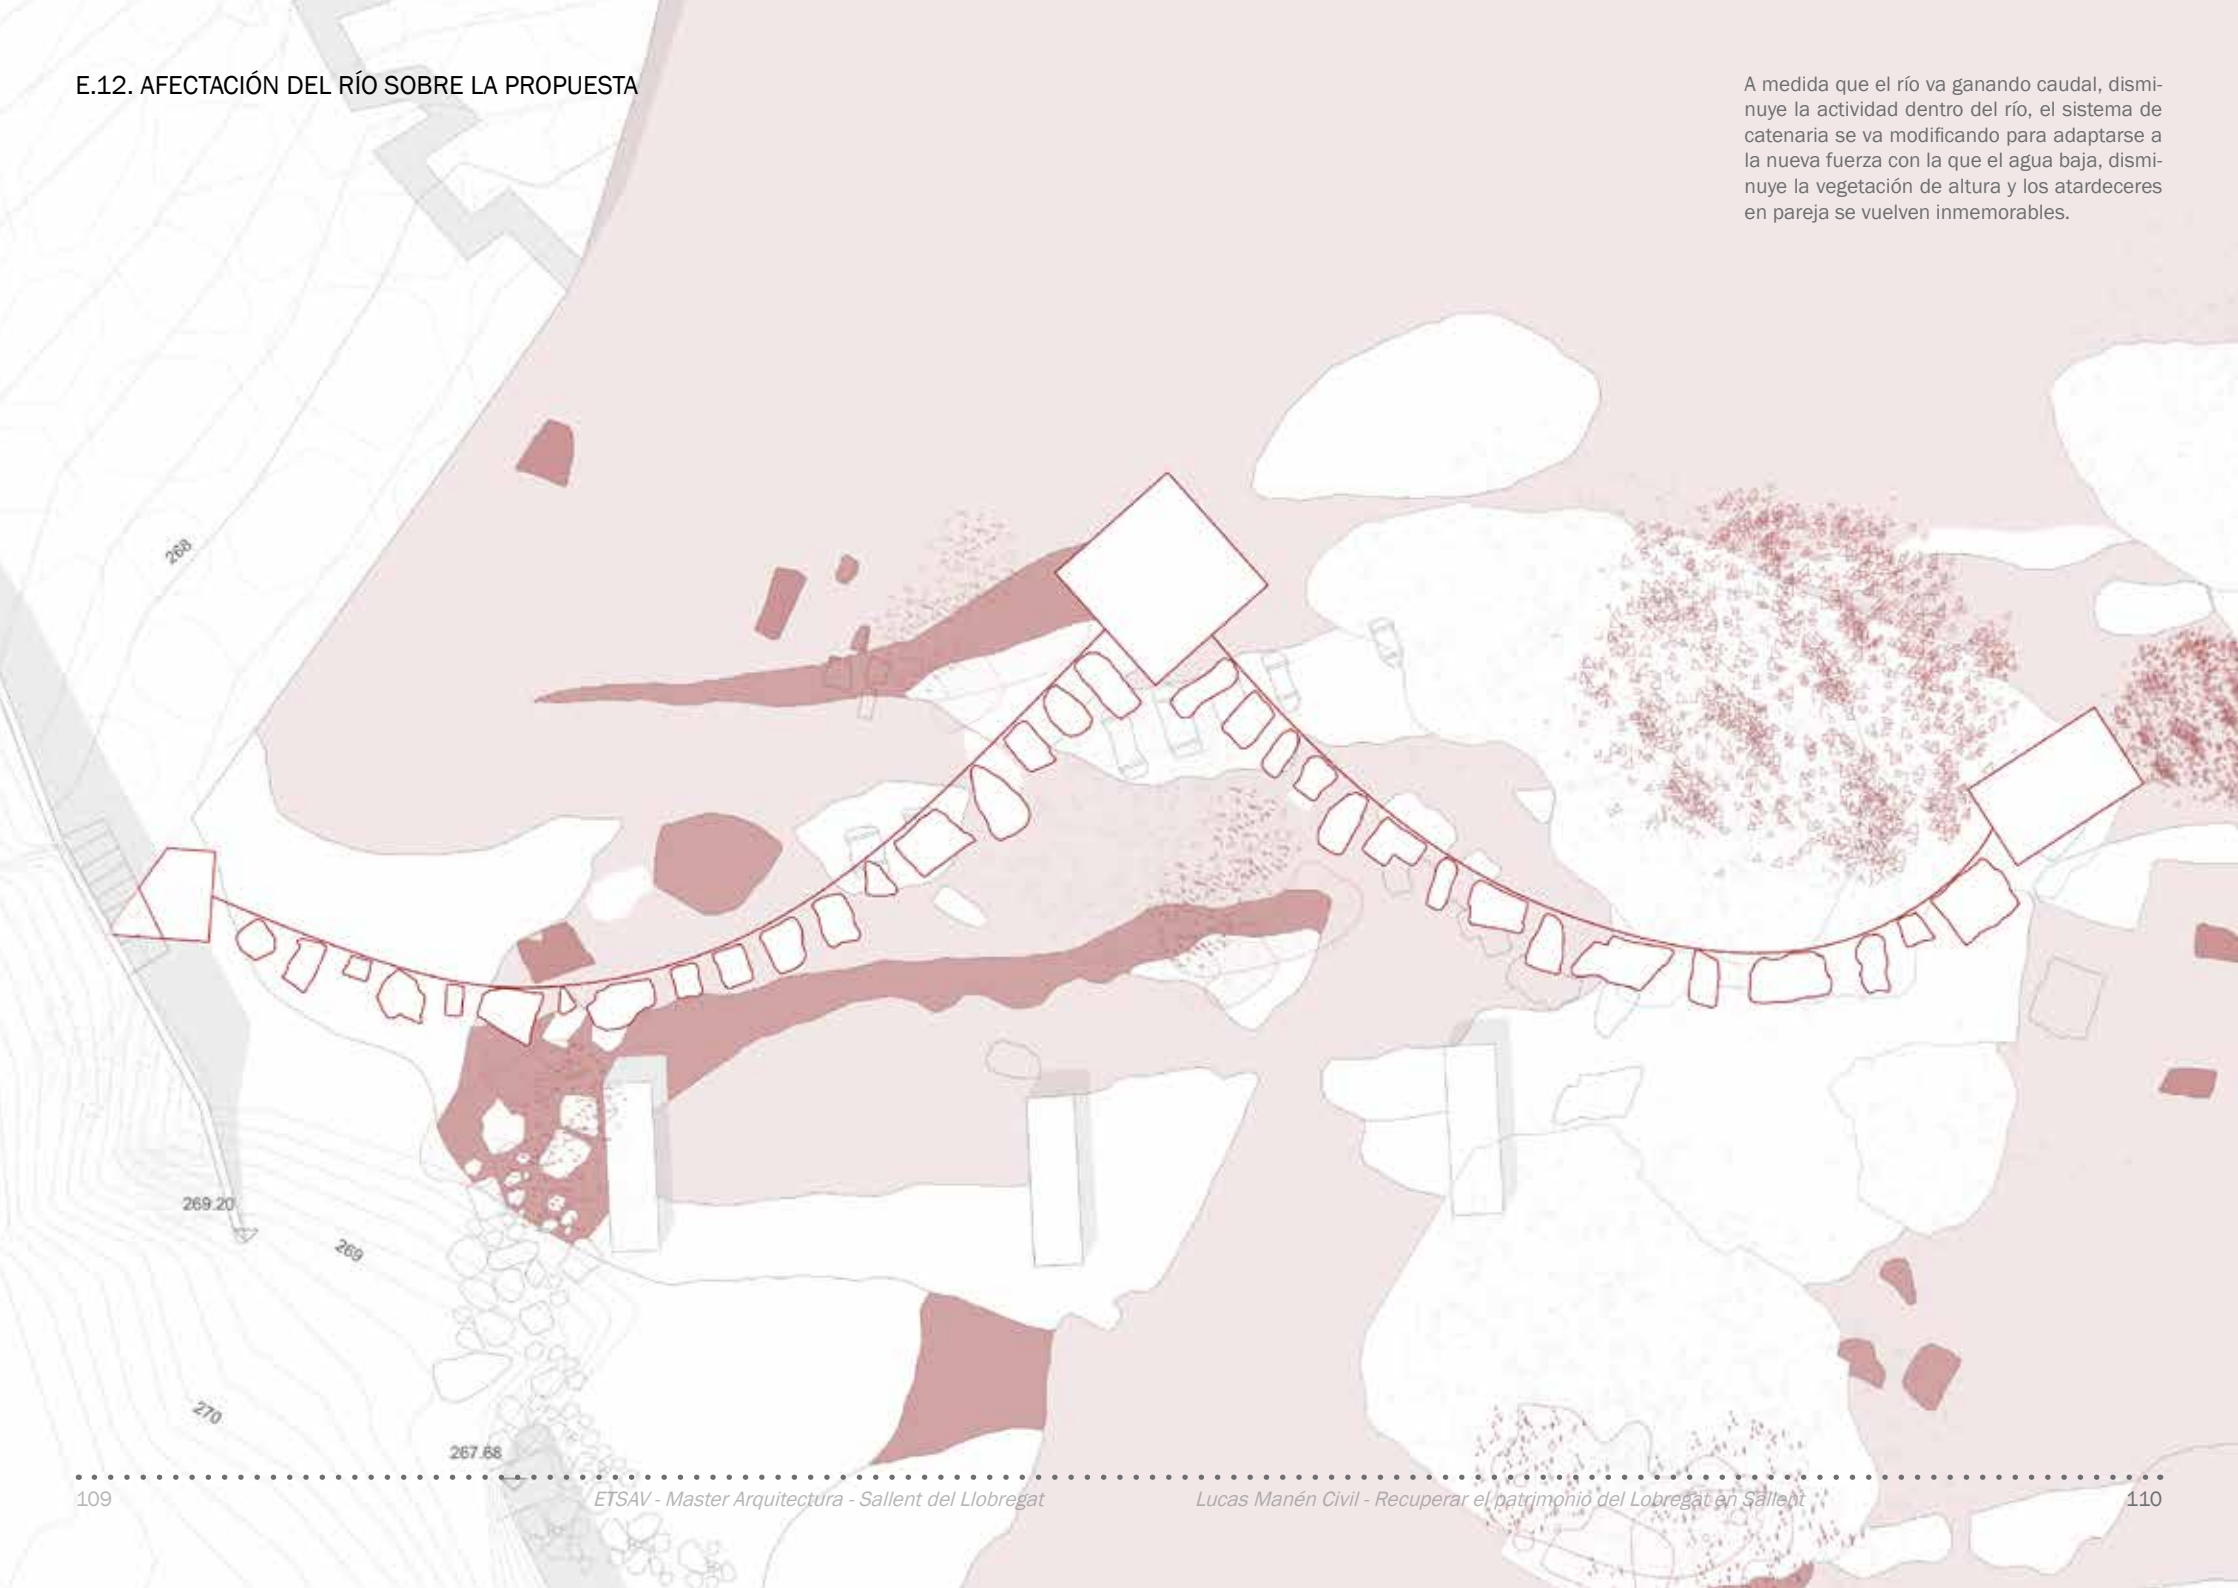 E.12. AFECTACIÓN DEL RÍO SOBRE LA PROPUESTA
A medida que el río va ganando caudal, dismi-
nuye la actividad dentro del río, el sistema de
catenaria se va modificando para adaptarse a
la nueva fuerza con la que el agua baja, dismi-
nuye la vegetación de altura y los atardeceres
en pareja se vuelven inmemorables.
268
269.20
269
270
267.68
109
ETSAV - Master Arquitectura - Sallent del Llobregat
Lucas Manén Civil - Recuperar el patrimonio del Lobregat en Sallent
110